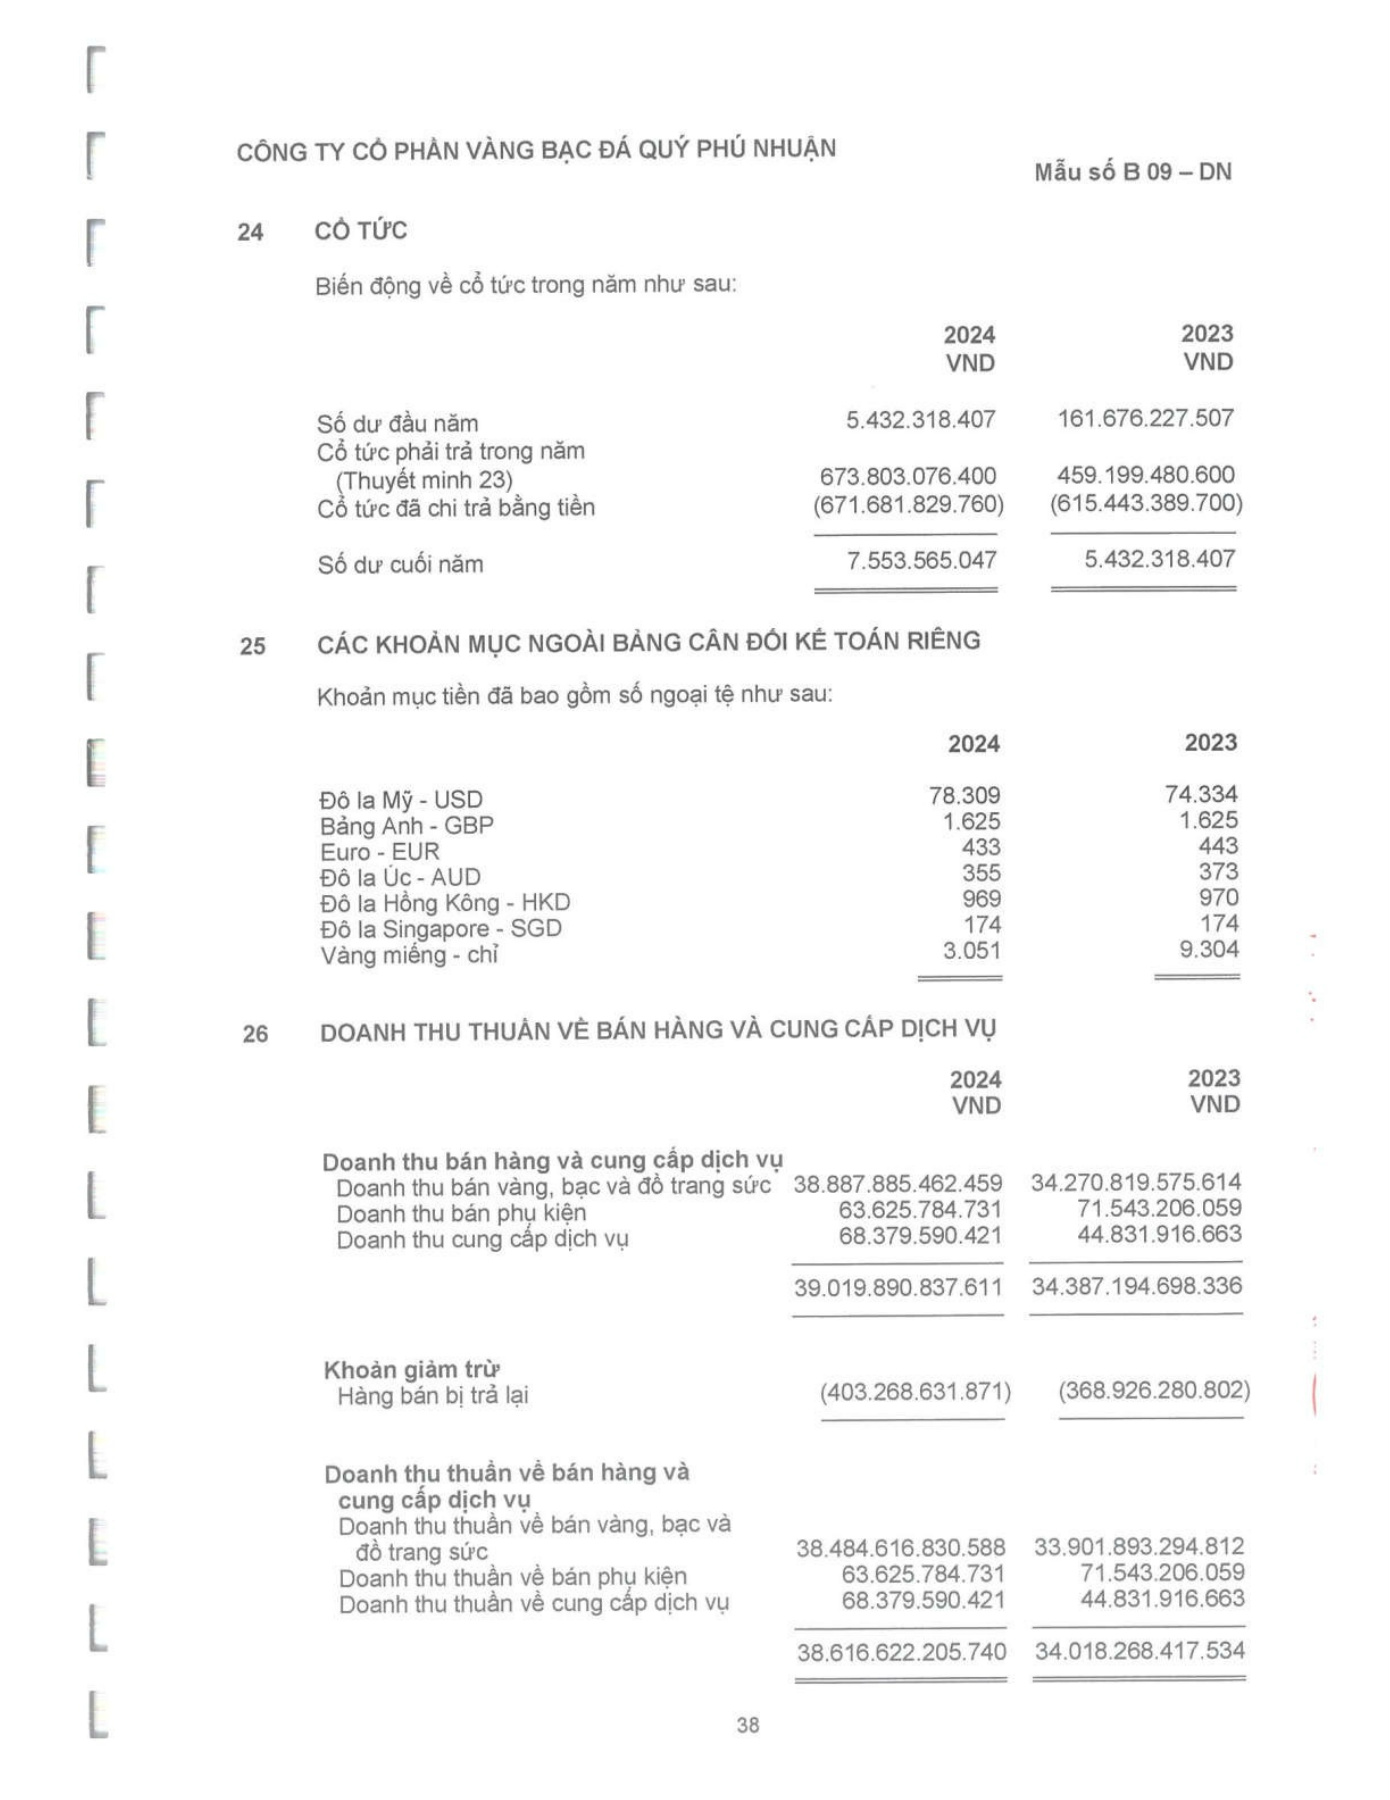 CÔNG TY CỔ PHẦN VÀNG BẠC ĐÁ QUÝ PHÚ NHUẬN
Mẫu số B 09 – DN
24 CỔ TỨC
Biến động về cổ tức trong năm như sau:
2024 2023
VND VND
Số dư đầu năm 5.432.318.407 161.676.227.507
Cổ tức phải trả trong năm
(Thuyết minh 23) 673.803.076.400 459.199.480.600
Cổ tức đã chi trả bằng tiền (671.681.829.760) (615.443.389.700)
Số dư cuối năm 7.553.565.047 5.432.318.407
25 CÁC KHOẢN MỤC NGOÀI BẢNG CÂN ĐỐI KẾ TOÁN RIÊNG
Khoản mục tiền đã bao gồm số ngoại tệ như sau:
2024 2023
Đô la Mỹ - USD 78.309 74.334
Bảng Anh - GBP 1.625 1.625
Euro - EUR 433 443
Đô la Úc - AUD 355 373
Đô la Hồng Kông - HKD 969 970
Đô la Singapore - SGD 174 174
Vàng miếng - chỉ 3.051 9.304
26 DOANH THU THUẦN VỀ BÁN HÀNG VÀ CUNG CẤP DỊCH VỤ
2024 2023
VND VND
Doanh thu bán hàng và cung cấp dịch vụ
Doanh thu bán vàng, bạc và đồ trang sức 38.887.885.462.459 34.270.819.575.614
Doanh thu bán phụ kiện 63.625.784.731 71.543.206.059
Doanh thu cung cấp dịch vụ 68.379.590.421 44.831.916.663
39.019.890.837.611 34.387.194.698.336
Khoản giảm trừ
Hàng bán bị trả lại (403.268.631.871) (368.926.280.802)
Doanh thu thuần về bán hàng và
cung cấp dịch vụ
Doanh thu thuần về bán vàng, bạc và
đồ trang sức 38.484.616.830.588 33.901.893.294.812
Doanh thu thuần về bán phụ kiện 63.625.784.731 71.543.206.059
Doanh thu thuần về cung cấp dịch vụ 68.379.590.421 44.831.916.663
38.616.622.205.740 34.018.268.417.534
38